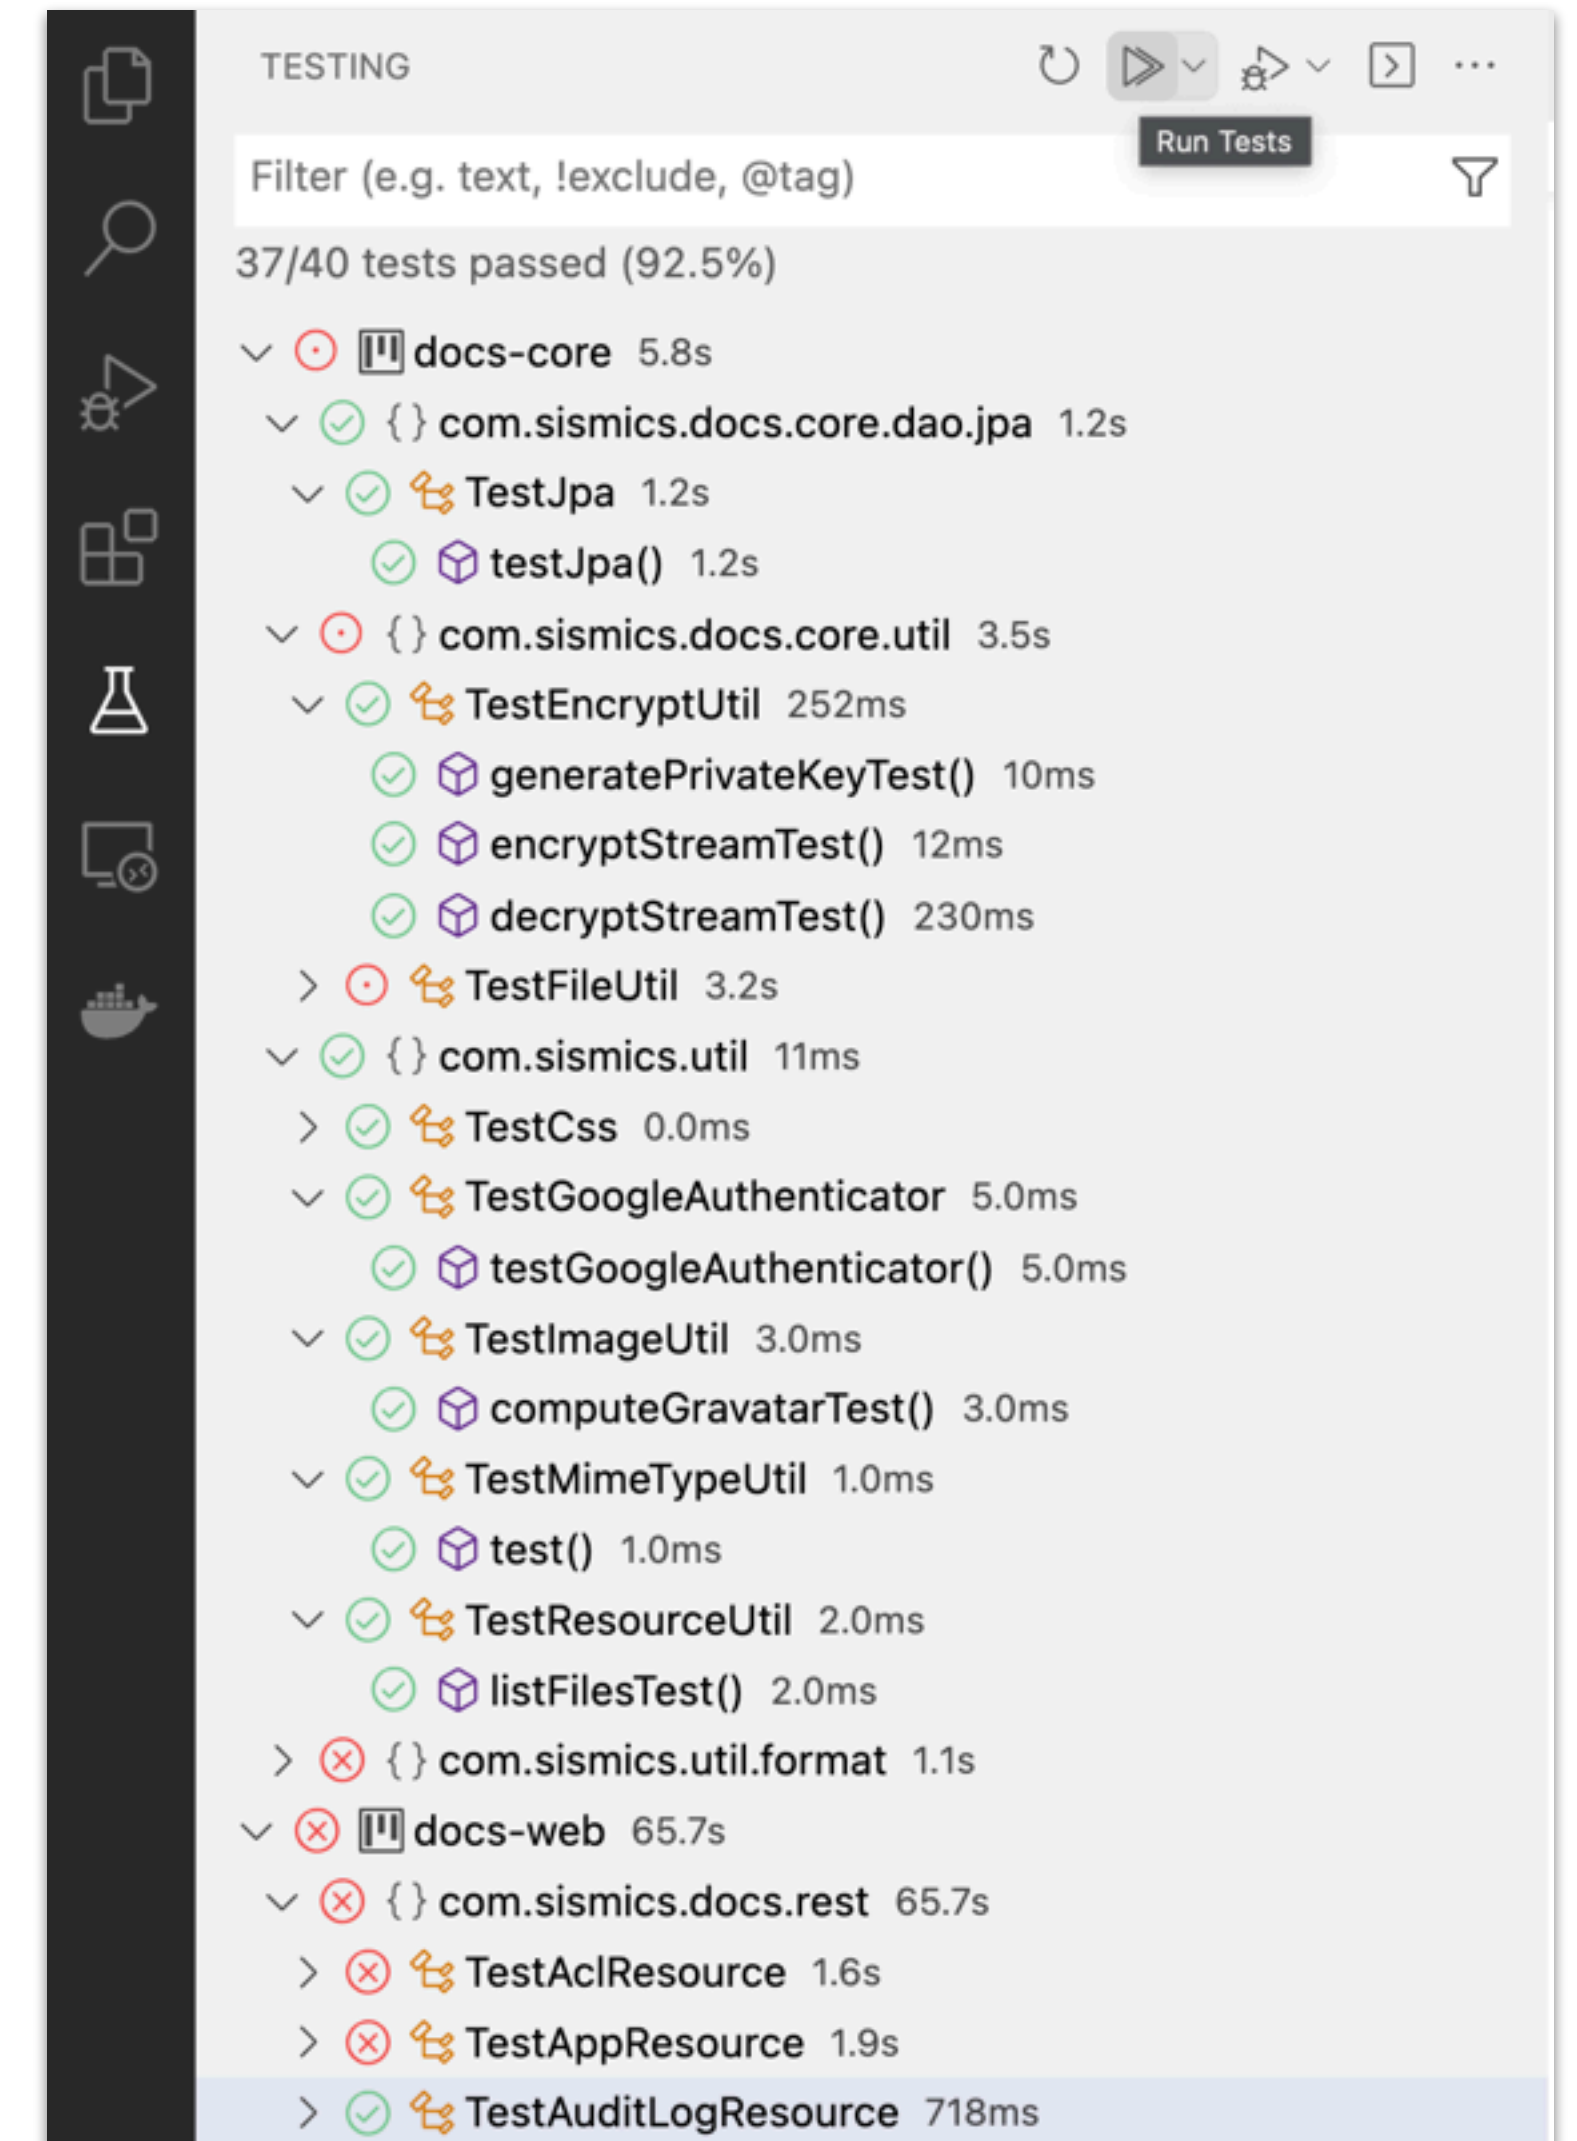 TESTING
Run Tests
Filter (e.g. text, !exclude, @tag)
37/40 tests passed (92.5%)
docs-core 5.8s
{} com.sismics.docs.core.dao.jpa 1.2s
TestJpa 1.2s
testJpa() 1.2s
{} com.sismics.docs.core.util 3.5s
TestEncryptUtil 252ms
generatePrivateKeyTest() 10ms
encryptStreamTest() 12ms
decryptStreamTest() 230ms
TestFileUtil 3.2s
{} com.sismics.util 11ms
TestCss 0.0ms
TestGoogleAuthenticator 5.0ms
testGoogleAuthenticator() 5.0ms
TestImageUtil 3.0ms
computeGravatarTest() 3.0ms
TestMimeTypeUtil 1.0ms
test() 1.0ms
TestResourceUtil 2.0ms
listFilesTest() 2.0ms
{} com.sismics.util.format 1.1s
docs-web 65.7s
{} com.sismics.docs.rest 65.7s
TestAclResource 1.6s
TestAppResource 1.9s
TestAuditLogResource 718ms